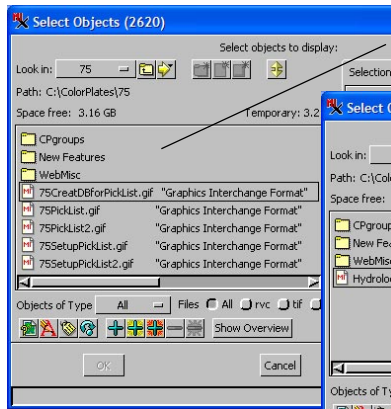 Select Objects (2620)
Select objects to display:
Look in: 75
Selection
Path: C:\ColorPlates\75
Space free: 3.16 GB Temporary: 3.2
CPgroups
New Features
WebMisc
75CreatDBforPickList.gif "Graphics Interchange Format"
75PickList.gif "Graphics Interchange Format"
75PickList2.gif "Graphics Interchange Format"
75SetupPickList.gif "Graphics Interchange Format"
75SetupPickList2.gif "Graphics Interchange Format"
Objects of Type All Files All rvc tif
Show Overview
OK Cancel
Select O
Look in:
Path: C:\Colo
Space free:
CPgroup
New Fea
WebMisc
Hydrolog
Objects of Ty